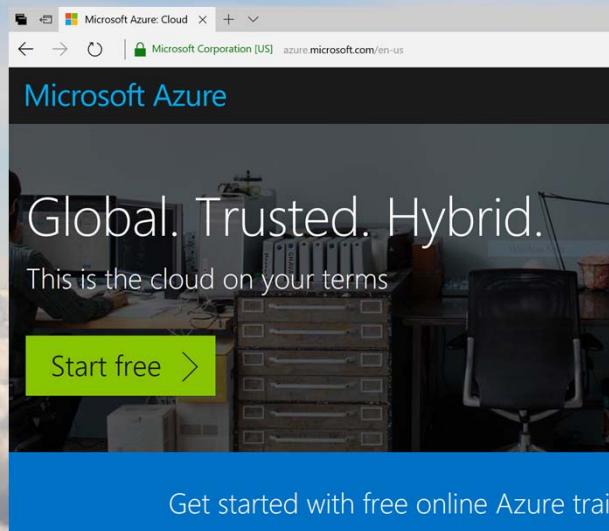 Microsoft Azure: Cloud
Microsoft Corporation [US] azure.microsoft.com/en-us
Microsoft Azure
Global. Trusted. Hybrid.
This is the cloud on your terms
Start free
Get started with free online Azure trai